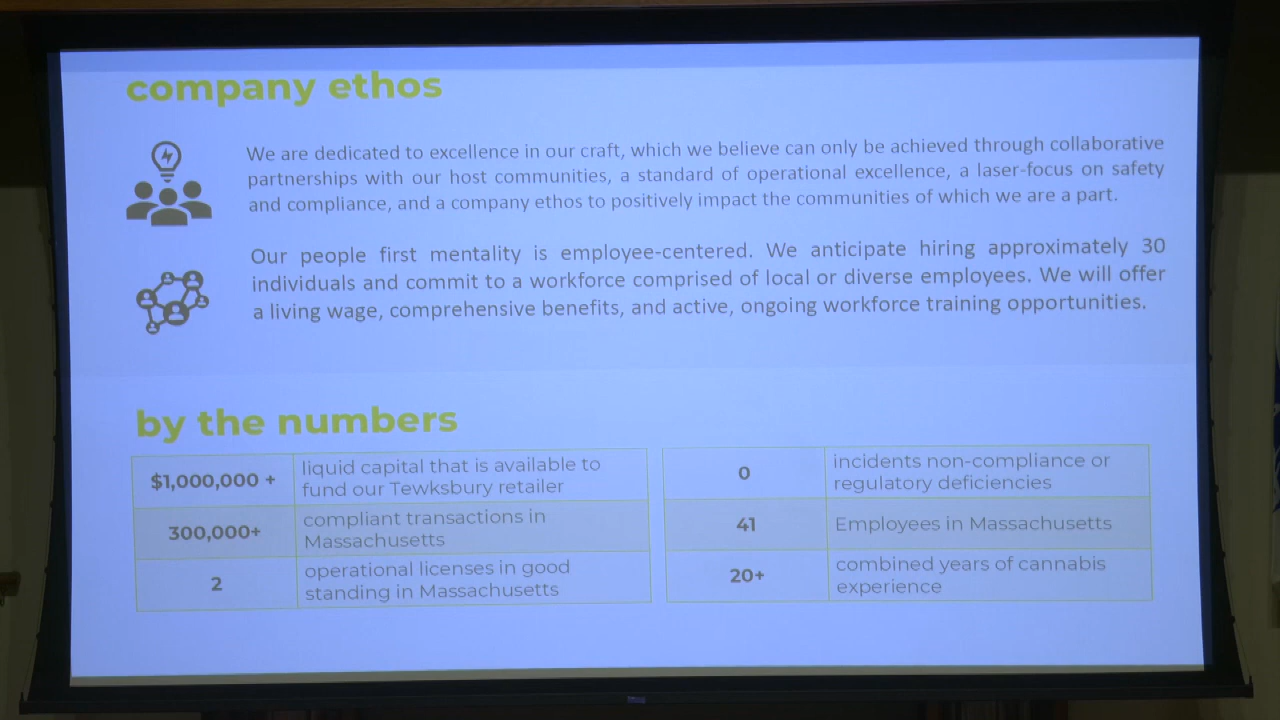 company ethos
We are dedicated to excellence in our craft, which we believe can only be achieved through collaborative
partnerships with our host communities, a standard of operational excellence, a laser-focus on safety
and compliance, and a company ethos to positively impact the communities of which we are a part.
Our people first mentality is employee-centered. We anticipate hiring approximately 30
individuals and commit to a workforce comprised of local or diverse employees. We will offer
a living wage, comprehensive benefits, and active, ongoing workforce training opportunities.
by the numbers
$1,000,000 +
liquid capital that is available to
fund our Tewksbury retailer
300,000+
compliant transactions in
Massachusetts
2
operational licenses in good
standing in Massachusetts
0
incidents non-compliance or
regulatory deficiencies
41
Employees in Massachusetts
20+
combined years of cannabis
experience